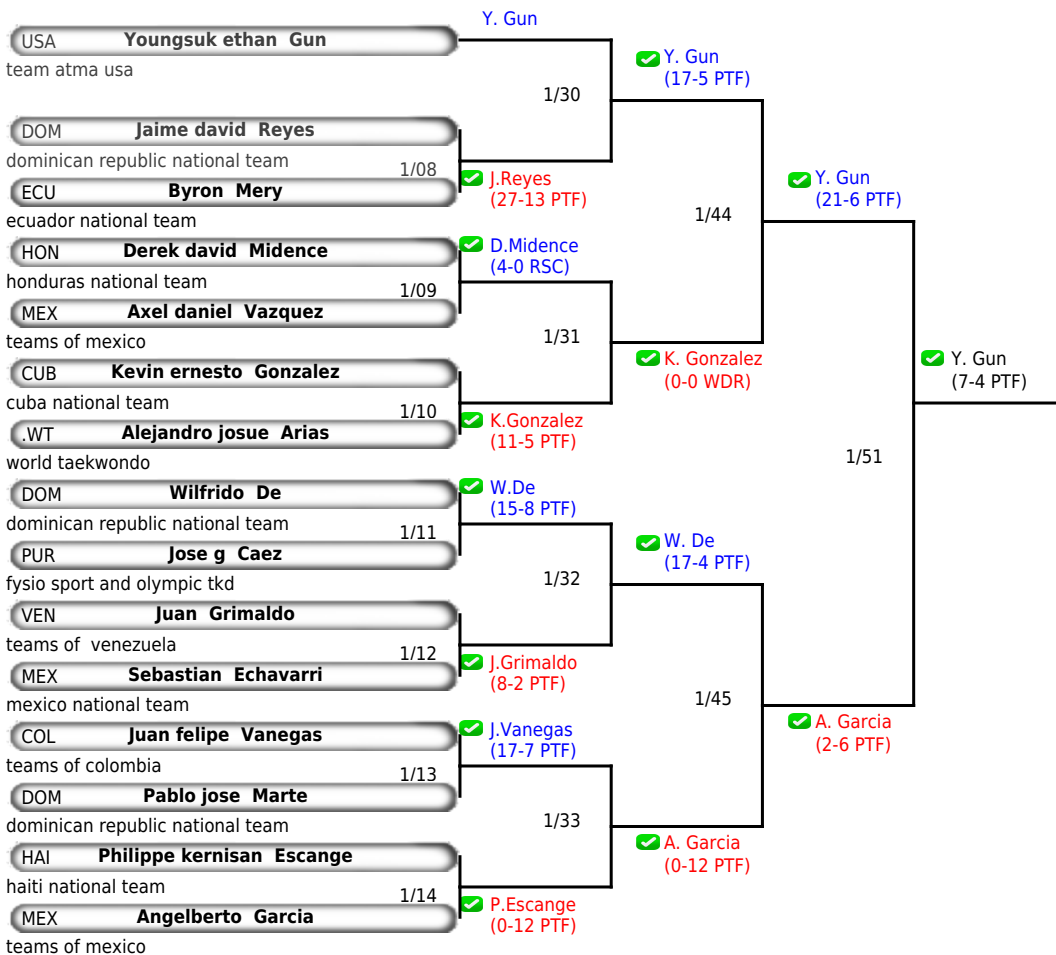 Y. Gun
USA Youngsuk ethan Gun
team atma usa
Y. Gun
(17-5 PTF)
1/30
DOM Jaime david Reyes
dominican republic national team
1/08
J.Reyes
(27-13 PTF)
ECU Byron Mery
ecuador national team
Y. Gun
(21-6 PTF)
1/44
HON Derek david Midence
honduras national team
D.Midence
(4-0 RSC)
1/09
MEX Axel daniel Vazquez
teams of mexico
1/31
CUB Kevin ernesto Gonzalez
cuba national team
K. Gonzalez
(0-0 WDR)
Y. Gun
(7-4 PTF)
1/10
.WT Alejandro josue Arias
world taekwondo
K.Gonzalez
(11-5 PTF)
1/51
DOM Wilfrido De
dominican republic national team
W.De
(15-8 PTF)
1/11
PUR Jose g Caez
fysio sport and olympic tkd
W. De
(17-4 PTF)
1/32
VEN Juan Grimaldo
teams of venezuela
1/12
MEX Sebastian Echavarri
mexico national team
J.Grimaldo
(8-2 PTF)
1/45
COL Juan felipe Vanegas
teams of colombia
J.Vanegas
(17-7 PTF)
A. Garcia
(2-6 PTF)
1/13
DOM Pablo jose Marte
dominican republic national team
1/33
HAI Philippe kernisan Escange
haiti national team
A. Garcia
(0-12 PTF)
1/14
MEX Angelberto Garcia
teams of mexico
P.Escange
(0-12 PTF)